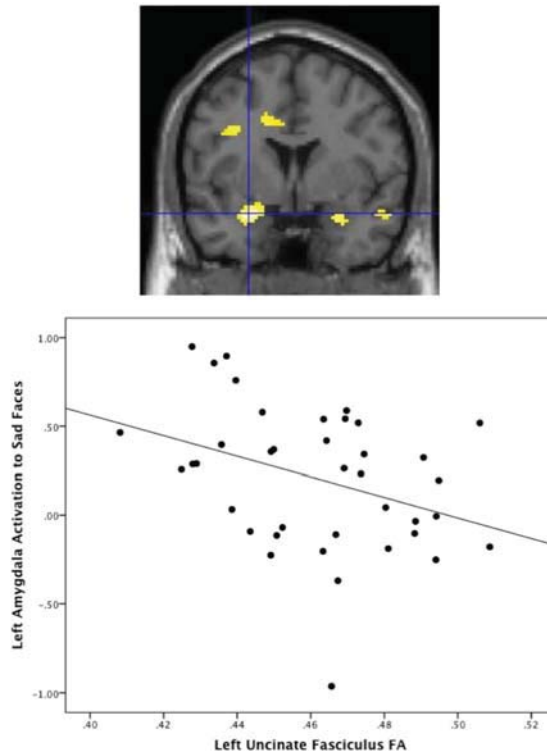 1.00
.50
.00
-.50
-1.00
Left Amygdala Activation to Sad Faces
.40 .42 .44 .46 .48 .50 .52
Left Uncinate Fasciculus FA